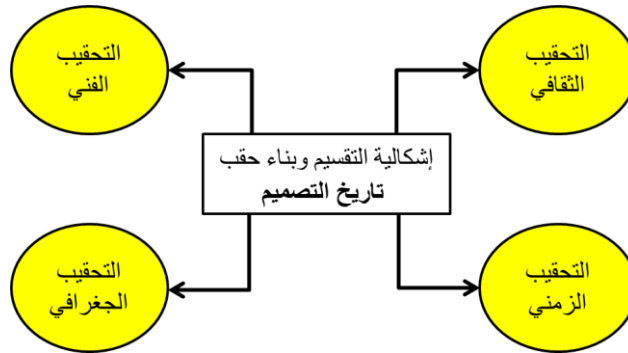 التحقيب
الثقافي
التحقيب
الفني
إشكالية التقسيم وبناء حقب
تاريخ التصميم
التحقيب
الزمني
التحقيب
الجغرافي